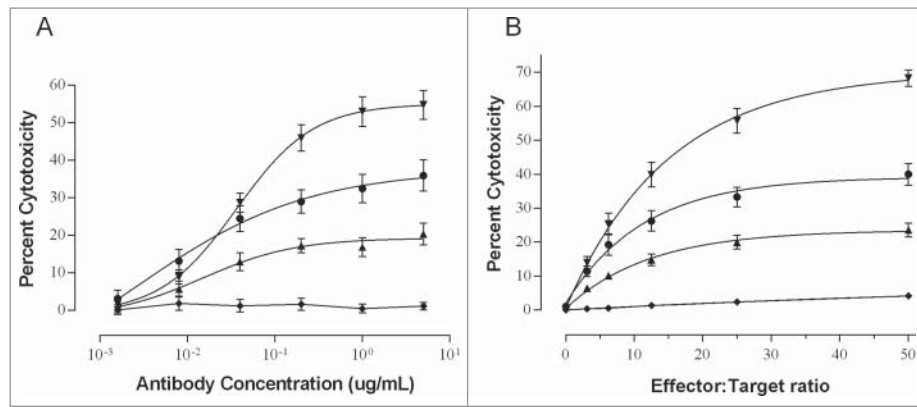 A
Percent Cytotoxicity
60
50
40
30
20
10
0
10⁻³ 10⁻² 10⁻¹ 10⁰ 10¹
Antibody Concentration (ug/mL)
B
Percent Cytotoxicity
70
60
50
40
30
20
10
0
0 10 20 30 40 50
Effector:Target ratio